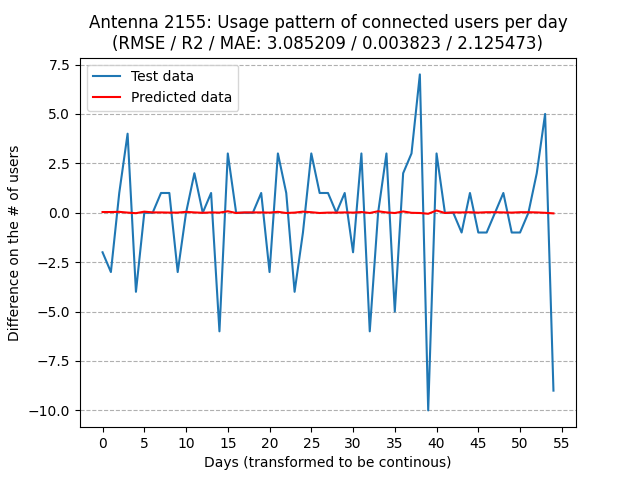 Antenna 2155: Usage pattern of connected users per day
(RMSE / R2 / MAE: 3.085209 / 0.003823 / 2.125473)
Test data
Predicted data
7.5
5.0
2.5
0.0
−2.5
−5.0
−7.5
−10.0
Difference on the # of users
0 5 10 15 20 25 30 35 40 45 50 55
Days (transformed to be continous)